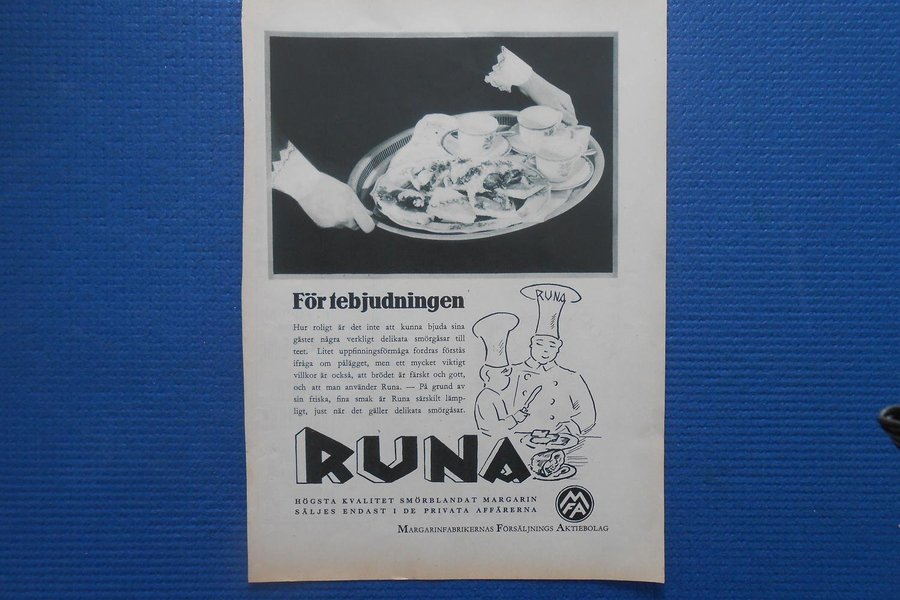 För tebjudningen
RUNA
Hur roligt är det inte att kunna bjuda sina
gäster några verkligt delikata smörgåsar till
teet. Litet uppfinningsförmåga fordras förstås
ifråga om pålägget, men ett mycket viktigt
villkor är också, att brödet är färskt och gott,
och att man använder Runa. — På grund av
sin friska, fina smak är Runa särskilt lämp-
ligt, just när det gäller delikata smörgåsar.
RUNA
HÖGSTA KVALITET SMÖRBLANDAT MARGARIN
SÄLJES ENDAST I DE PRIVATA AFFÄRERNA
MFA
MARGARINFABRIKERNAS FÖRSÄLJNINGS AKTIEBOLAG